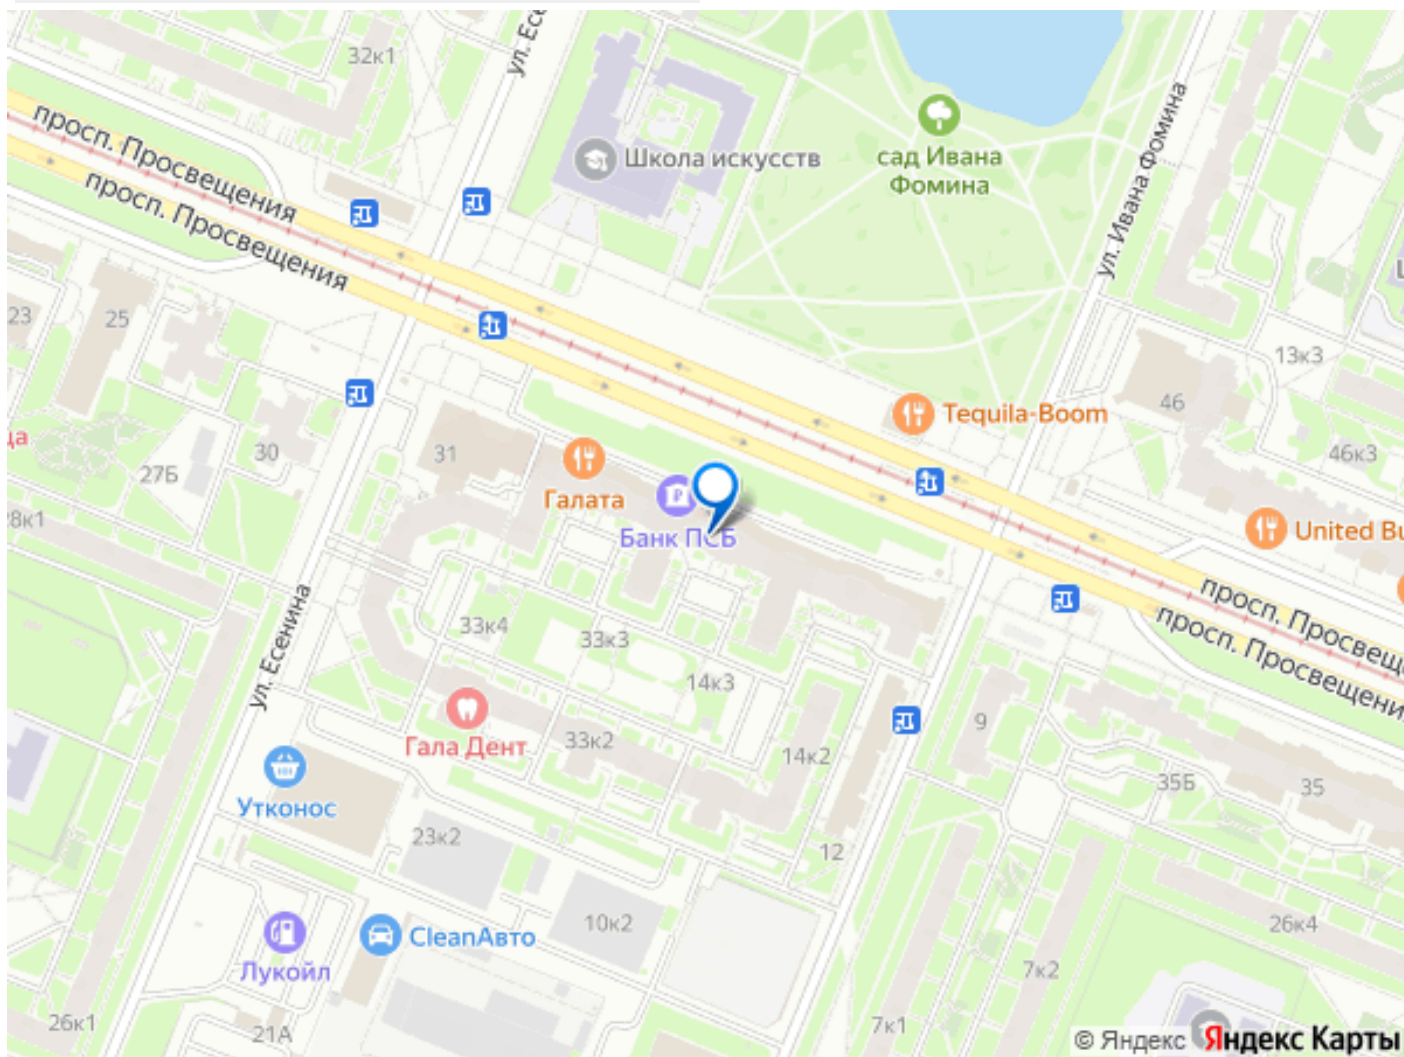 32к1
ул. Есе
просп. Просвещения
просп. Просвещения
Школа искусств
сад Ивана
Фомина
ул. Ивана Фомина
23
25
13к3
46
Tequila-Boom
46к3
30
27Б
31
Галата
Банк ПСБ
28к1
United Bu
ул. Есенина
33к4
33к3
14к3
просп. Просвеще
просп. Просвещени
9
Гала Дент
33к2
14к2
35Б
35
Утконос
23к2
12
10к2
26к4
CleanАвто
Лукойл
7к2
26к1
21А
7к1
© Яндекс Яндекс Карты